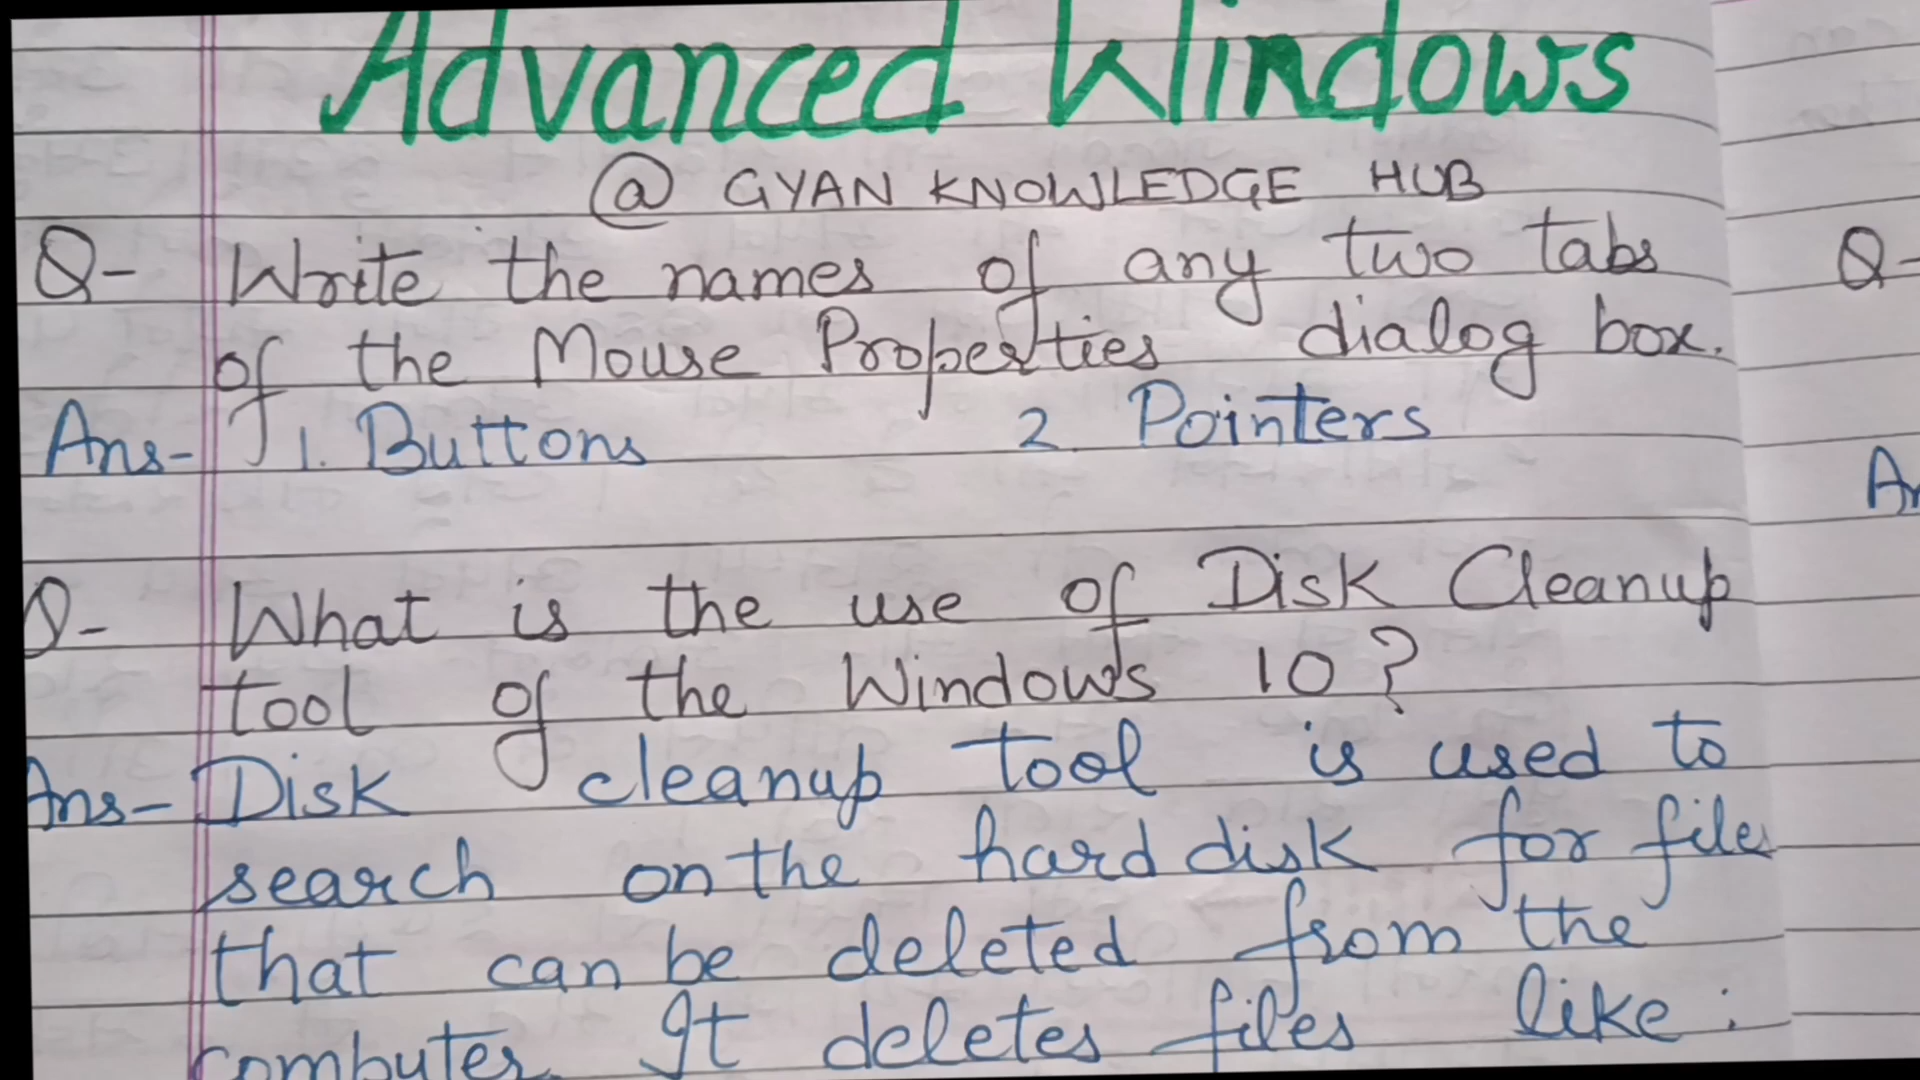 Advanced Windows
@ GYAN KNOWLEDGE HUB
Q- Write the names of any two tabs
of the Mouse Properties dialog box.
Ans- 1. Buttons 2. Pointers
Q- What is the use of Disk Cleanup
tool of the Windows 10?
Ans- Disk cleanup tool is used to
search on the hard disk for files
that can be deleted from the
computer. It deletes files like:
Q-